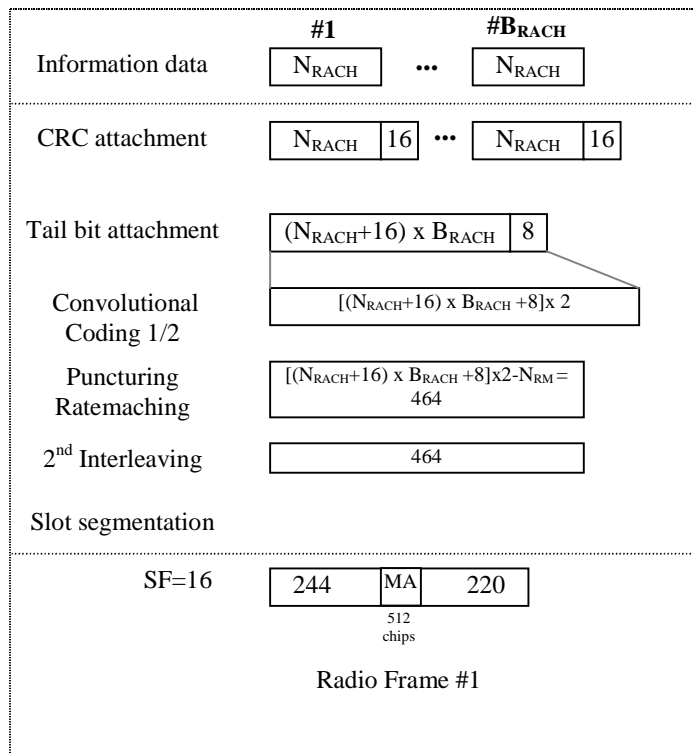 #1 #B_RACH
Information data N_RACH ... N_RACH
CRC attachment N_RACH 16 ... N_RACH 16
Tail bit attachment (N_RACH+16) x B_RACH 8
Convolutional
Coding 1/2
[(N_RACH+16) x B_RACH +8]x 2
Puncturing
Ratemaching
[(N_RACH+16) x B_RACH +8]x2-N_RM =
464
2nd Interleaving 464
Slot segmentation
SF=16 244 MA 220
512
chips
Radio Frame #1